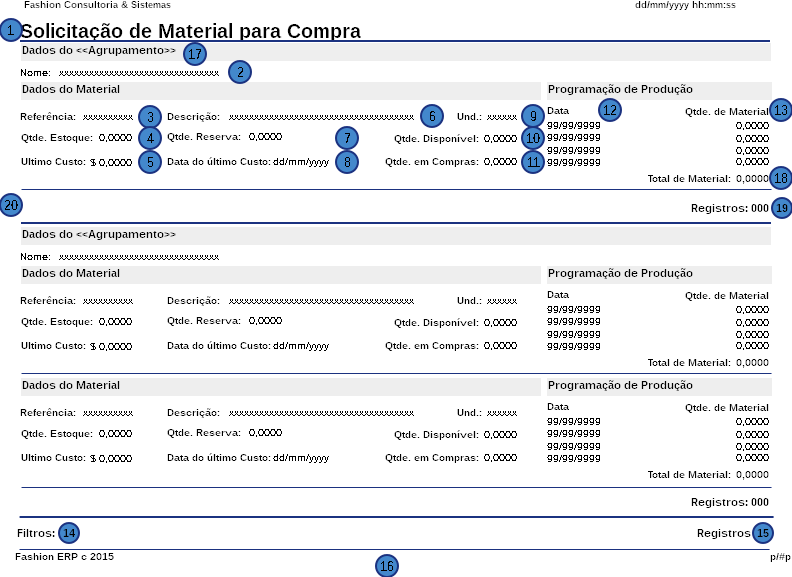 Fashion Consultoria & Sistemas dd/mm/yyyy hh:mm:ss
1 Solicitação de Material para Compra
Dados do <<Agrupamento>> 17
Nome: xxxxxxxxxxxxxxxxxxxxxxxxxxxxxxxx 2
Dados do Material Programação de Produção
Referência: xxxxxxxxxx 3 Descrição: xxxxxxxxxxxxxxxxxxxxxxxxxxxxxxxxxxxxx 6 Und.: xxxxxx 9 Data 12 Qtde. de Material 13
99/99/9999 0,0000
Qtde. Estoque: 0,0000 4 Qtde. Reserva: 0,0000 7 Qtde. Disponível: 0,0000 10 99/99/9999 0,0000
99/99/9999 0,0000
Ultimo Custo: $ 0,0000 5 Data do último Custo: dd/mm/yyyy 8 Qtde. em Compras: 0,0000 11 99/99/9999 0,0000
Total de Material: 0,0000 18
20 Registros: 000 19
Dados do <<Agrupamento>>
Nome: xxxxxxxxxxxxxxxxxxxxxxxxxxxxxxxx
Dados do Material Programação de Produção
Referência: xxxxxxxxxx Descrição: xxxxxxxxxxxxxxxxxxxxxxxxxxxxxxxxxxxxx Und.: xxxxxx Data Qtde. de Material
99/99/9999 0,0000
Qtde. Estoque: 0,0000 Qtde. Reserva: 0,0000 Qtde. Disponível: 0,0000 99/99/9999 0,0000
99/99/9999 0,0000
Ultimo Custo: $ 0,0000 Data do último Custo: dd/mm/yyyy Qtde. em Compras: 0,0000 99/99/9999 0,0000
Total de Material: 0,0000
Dados do Material Programação de Produção
Referência: xxxxxxxxxx Descrição: xxxxxxxxxxxxxxxxxxxxxxxxxxxxxxxxxxxxx Und.: xxxxxx Data Qtde. de Material
99/99/9999 0,0000
Qtde. Estoque: 0,0000 Qtde. Reserva: 0,0000 Qtde. Disponível: 0,0000 99/99/9999 0,0000
99/99/9999 0,0000
Ultimo Custo: $ 0,0000 Data do último Custo: dd/mm/yyyy Qtde. em Compras: 0,0000 99/99/9999 0,0000
Total de Material: 0,0000
Registros: 000
Filtros: 14 Registros 15
Fashion ERP c 2015 16 p/#p